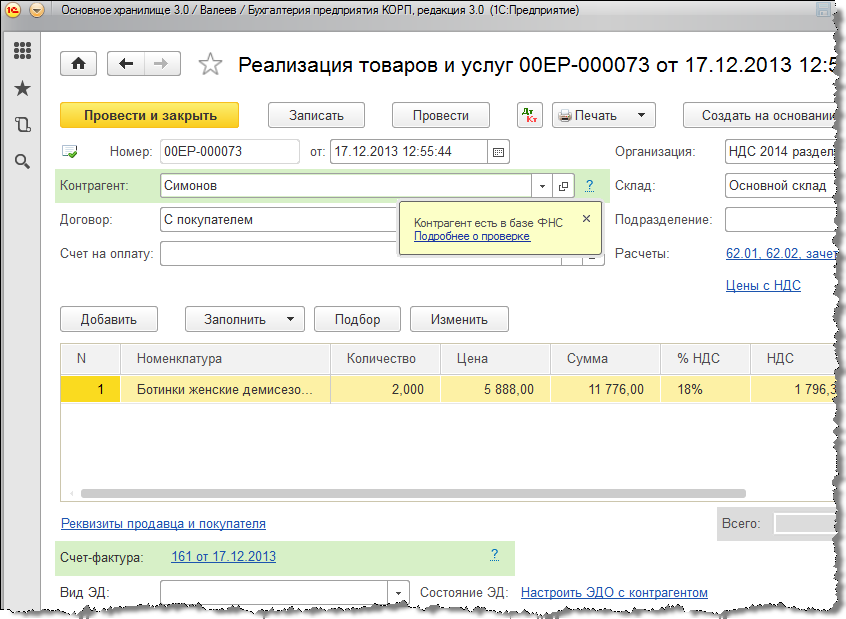 Основное хранилище 3.0 / Валеев / Бухгалтерия предприятия КОРП, редакция 3.0 (1С:Предприятие)
Реализация товаров и услуг 00ЕР-000073 от 17.12.2013 12:5
Провести и закрыть Записать Провести Дт Кт Печать Создать на основании
Номер: 00ЕР-000073 от: 17.12.2013 12:55:44 Организация: НДС 2014 раздел
Контрагент: Симонов ? Склад: Основной склад
Договор: С покупателем Подразделение:
Контрагент есть в базе ФНС
Подробнее о проверке
Счет на оплату: Расчеты: 62.01, 62.02, зачет
Цены с НДС
Добавить Заполнить Подбор Изменить
N Номенклатура Количество Цена Сумма % НДС НДС
1 Ботинки женские демисезо... 2,000 5 888,00 11 776,00 18% 1 796,3
Реквизиты продавца и покупателя Всего:
Счет-фактура: 161 от 17.12.2013 ?
Вид ЭД: Состояние ЭД: Настроить ЭДО с контрагентом